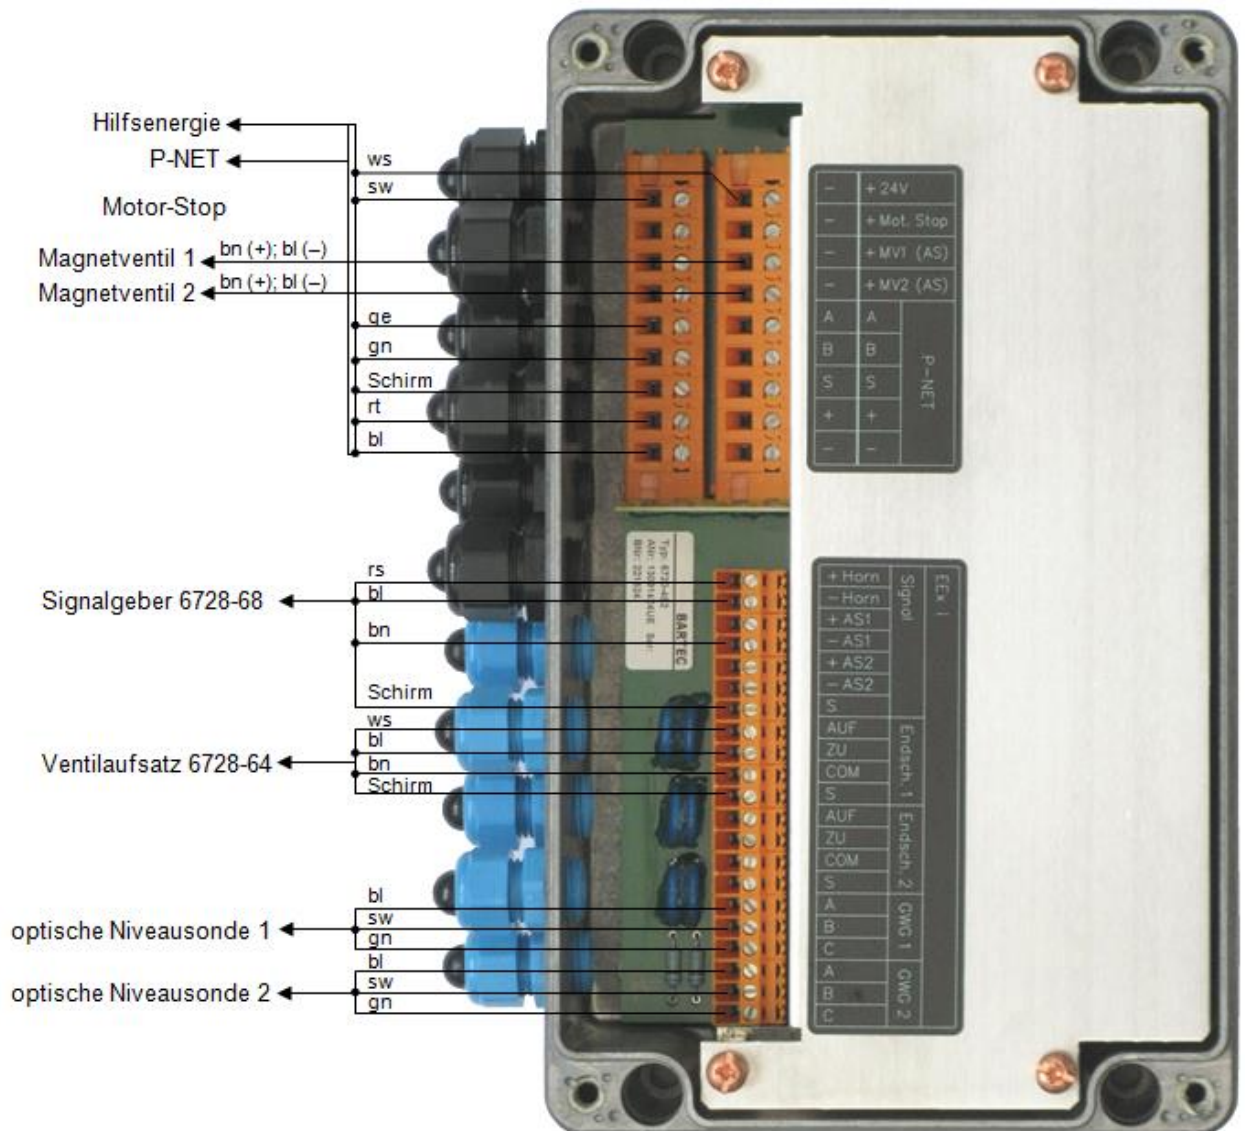 Hilfsenergie
P-NET
Motor-Stop
Magnetventil 1
bn (+); bl (–)
Magnetventil 2
bn (+); bl (–)
ws
sw
ge
gn
Schirm
rt
bl
Signalgeber 6728-68
rs
bl
bn
Schirm
Ventilaufsatz 6728-64
ws
bl
bn
Schirm
optische Niveausonde 1
bl
sw
gn
optische Niveausonde 2
bl
sw
gn
BARTEC
– + 24V
– + Mot. Stop
– + MV1 (AS)
– + MV2 (AS)
A A
B B
S S
+ +
– –
P-NET
+ Horn
– Horn
+ AS1
– AS1
+ AS2
– AS2
S
Signal
EEx i
AUF
ZU
COM
S
Endsch. 1
AUF
ZU
COM
S
Endsch. 2
A
B
C
GWG 1
A
B
C
GWG 2